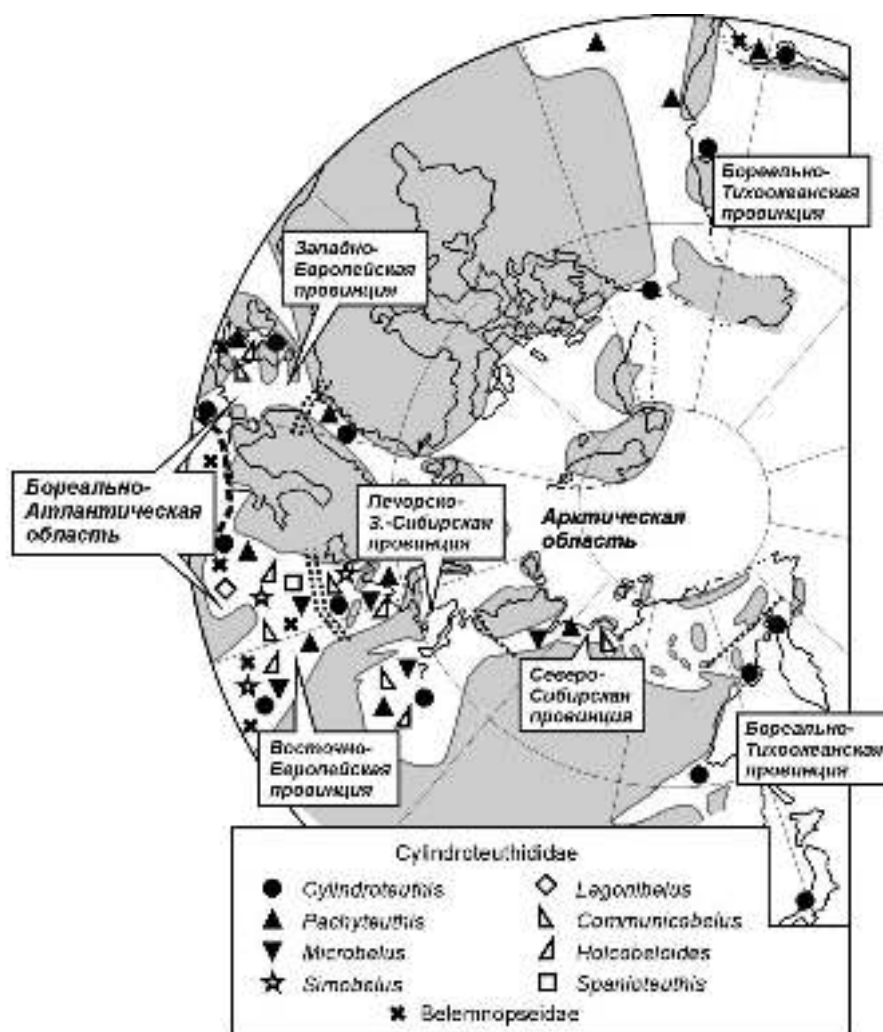 Бореально-
Тихоокеанская
провинция
Западно-
Европейская
провинция
Бореально-
Атлантическая
область
Печорско-
З.-Сибирская
провинция
Арктическая
область
?
Северо-
Сибирская
провинция
Восточно-
Европейская
провинция
Бореально-
Тихоокеанская
провинция
Cylindroteuthididae
Cylindroteuthis
Lagonibelus
Pachyteuthis
Communicobelus
Microbelus
Holcobeloides
Simobelus
Spanioteuthis
Belemnopseidae